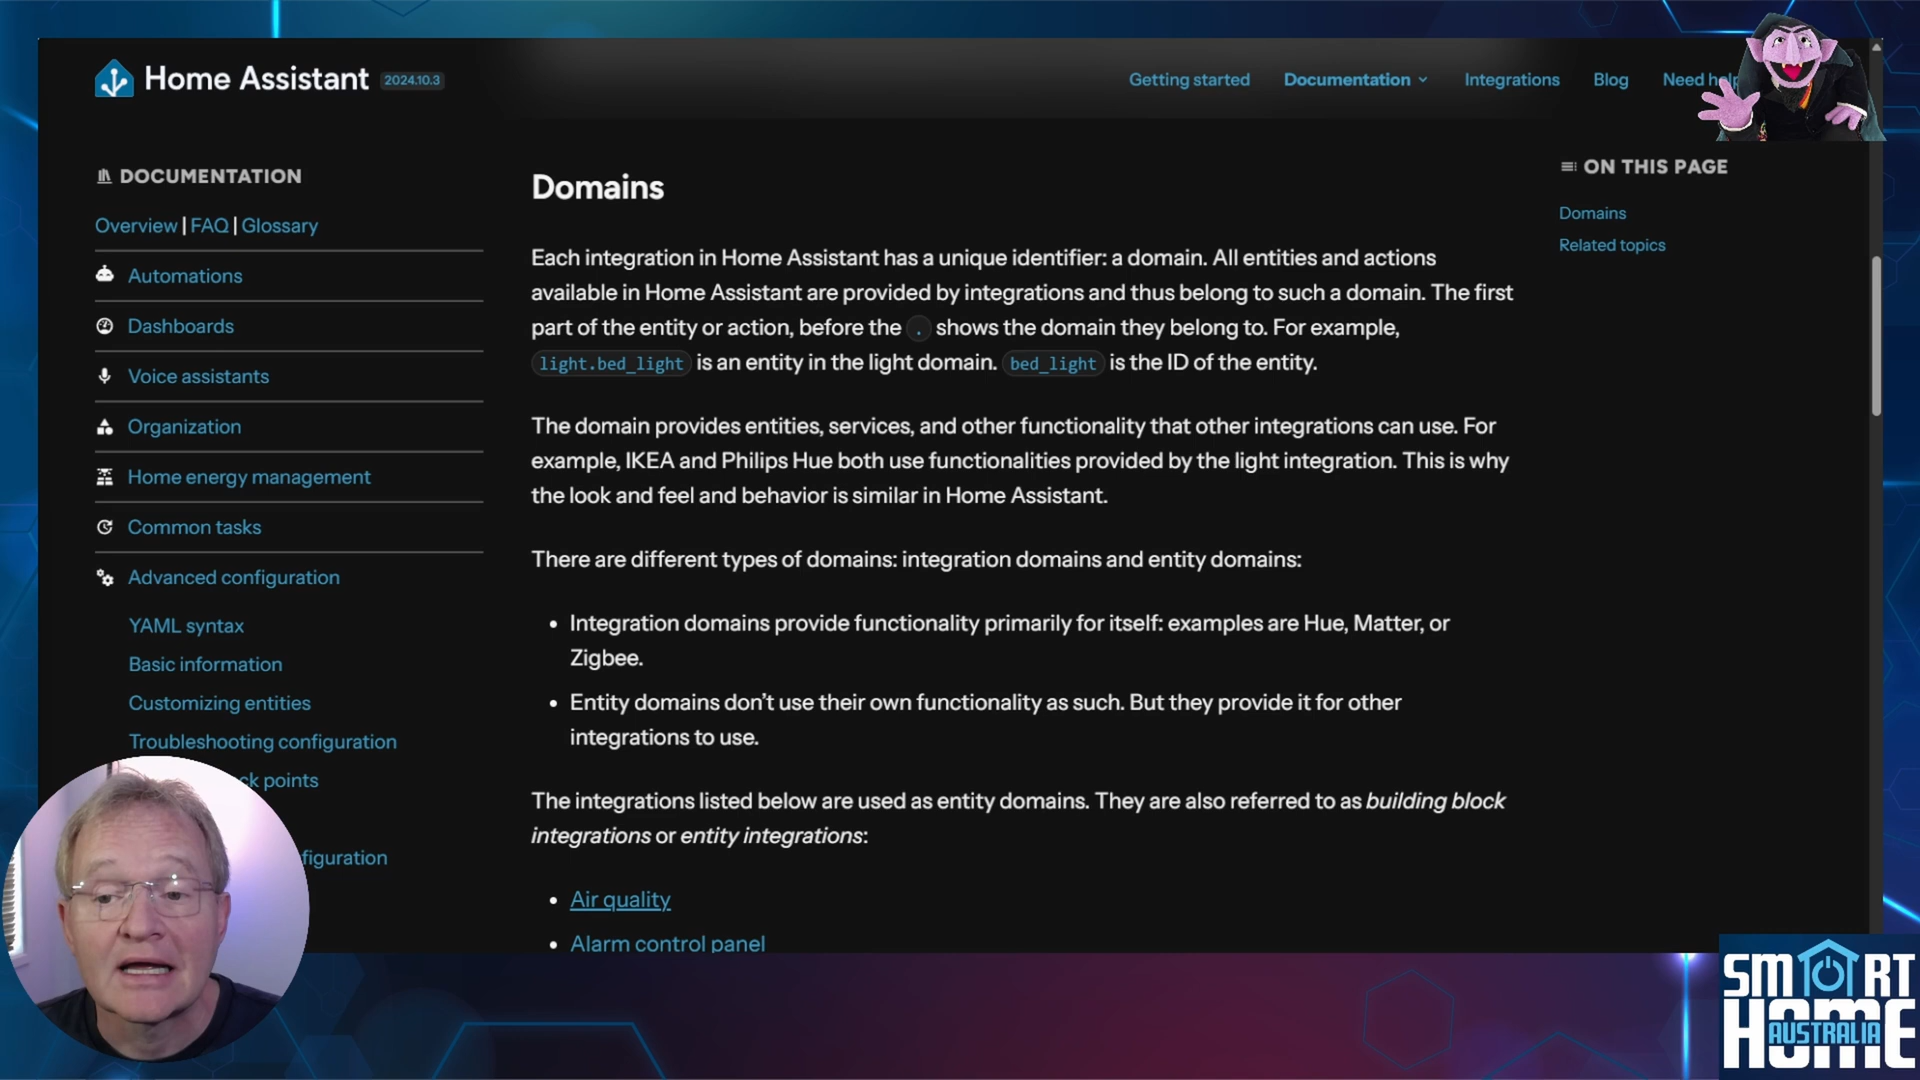 Home Assistant 2024.10.3
Getting started
Documentation
Integrations
Blog
Need help
DOCUMENTATION
Overview | FAQ | Glossary
Automations
Dashboards
Voice assistants
Organization
Home energy management
Common tasks
Advanced configuration
YAML syntax
Basic information
Customizing entities
Troubleshooting configuration
ck points
figuration
Domains
Each integration in Home Assistant has a unique identifier: a domain. All entities and actions
available in Home Assistant are provided by integrations and thus belong to such a domain. The first
part of the entity or action, before the . shows the domain they belong to. For example,
light.bed_light is an entity in the light domain. bed_light is the ID of the entity.
The domain provides entities, services, and other functionality that other integrations can use. For
example, IKEA and Philips Hue both use functionalities provided by the light integration. This is why
the look and feel and behavior is similar in Home Assistant.
There are different types of domains: integration domains and entity domains:
• Integration domains provide functionality primarily for itself: examples are Hue, Matter, or
Zigbee.
• Entity domains don't use their own functionality as such. But they provide it for other
integrations to use.
The integrations listed below are used as entity domains. They are also referred to as building block
integrations or entity integrations:
• Air quality
• Alarm control panel
ON THIS PAGE
Domains
Related topics
SMART
HOME
AUSTRALIA